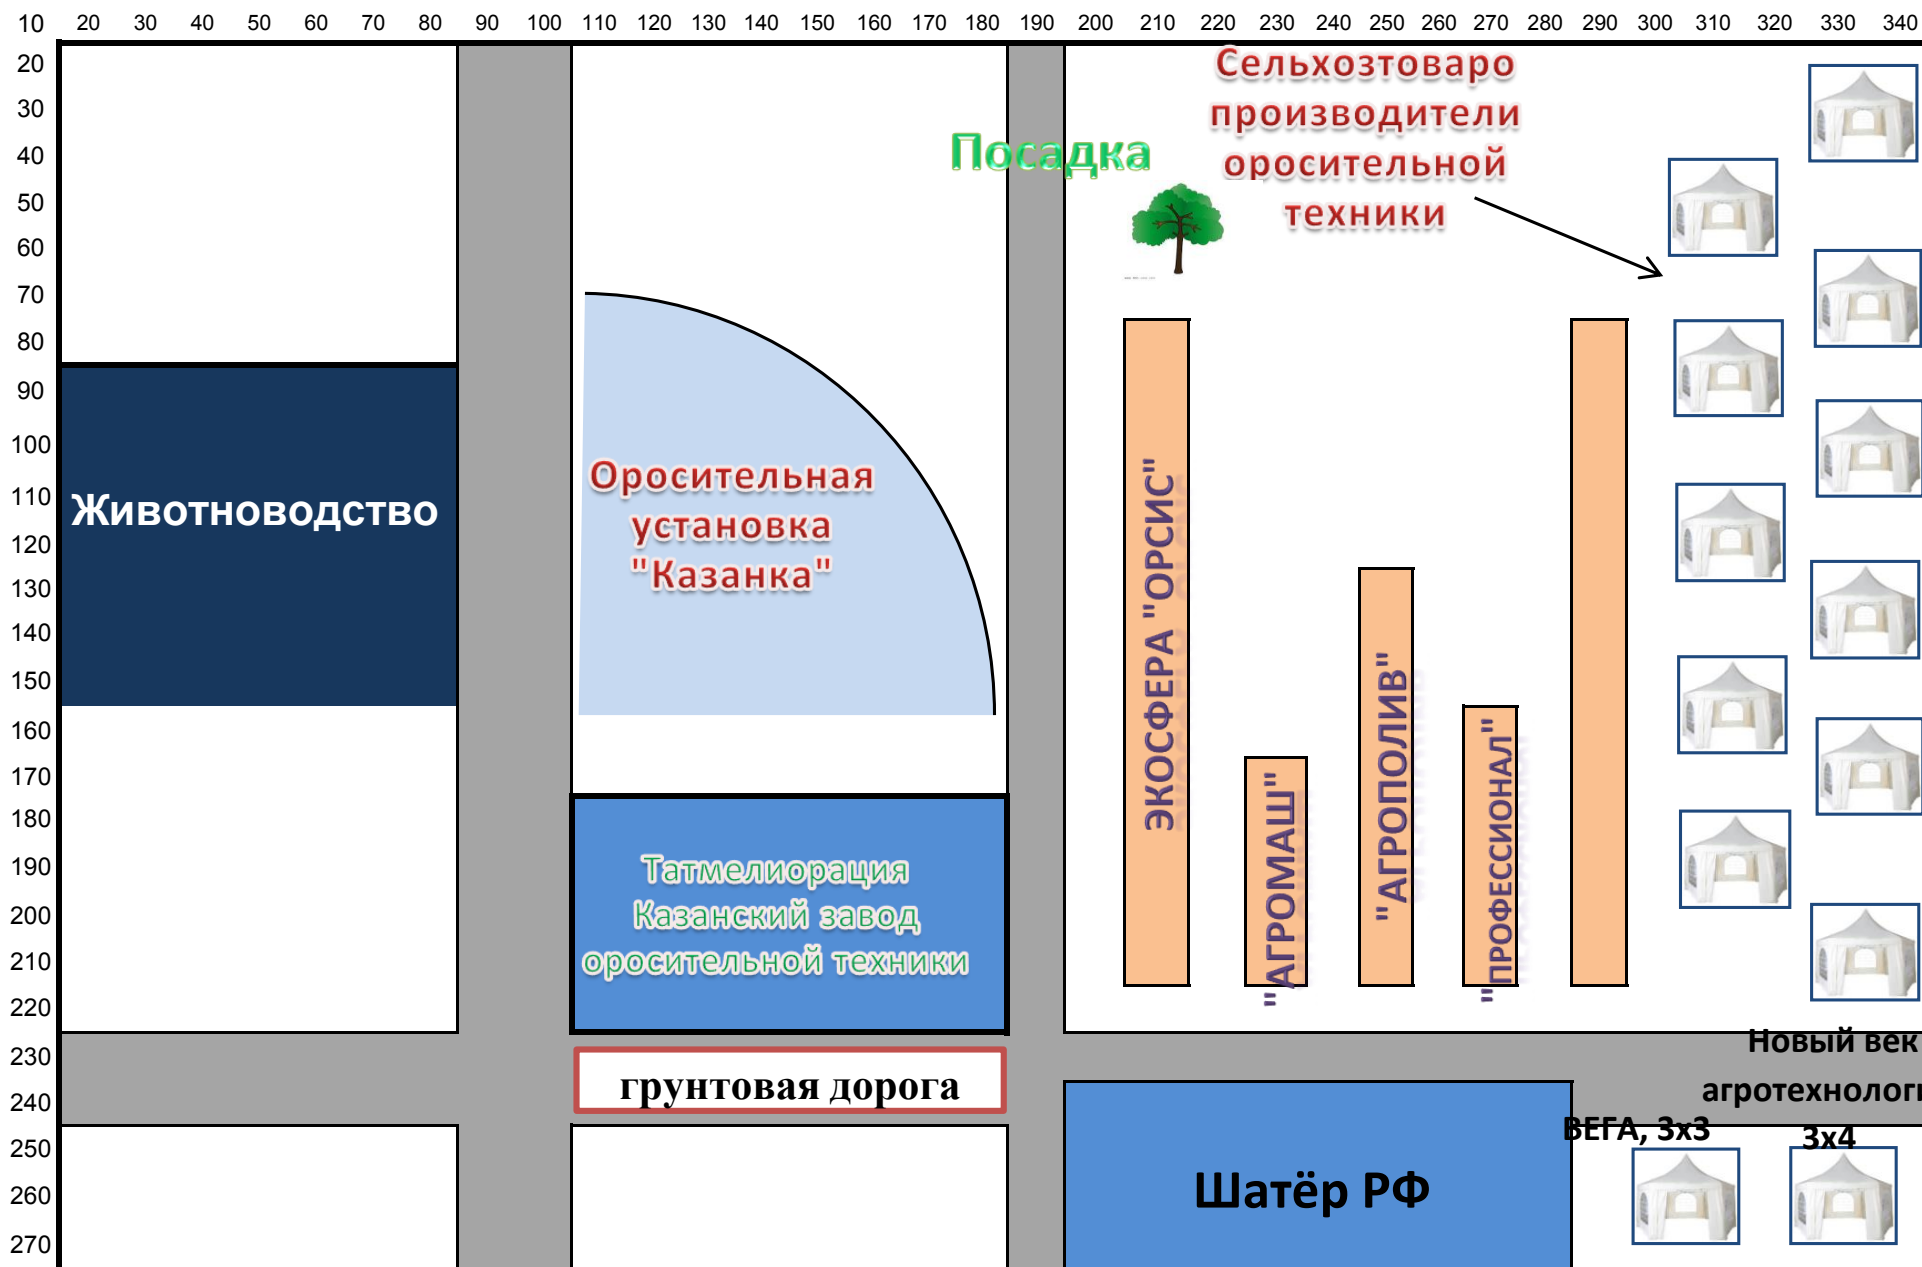 10 20 30 40 50 60 70 80 90 100 110 120 130 140 150 160 170 180 190 200 210 220 230 240 250 260 270 280 290 300 310 320 330 340
20
30
40
50
60
70
80
90
100
110
120
130
140
150
160
170
180
190
200
210
220
230
240
250
260
270
Сельхозтоваро
производители
оросительной
техники
Посадка
Животноводство
Оросительная
установка
"Казанка"
ЭКОСФЕРА "ОРСИС"
"АГРОМАШ"
"АГРОПОЛИВ"
"ПРОФЕССИОНАЛ"
Татмелиорация
Казанский завод
оросительной техники
грунтовая дорога
Новый век
агротехнологи
ВЕГА, 3х3
3х4
Шатёр РФ